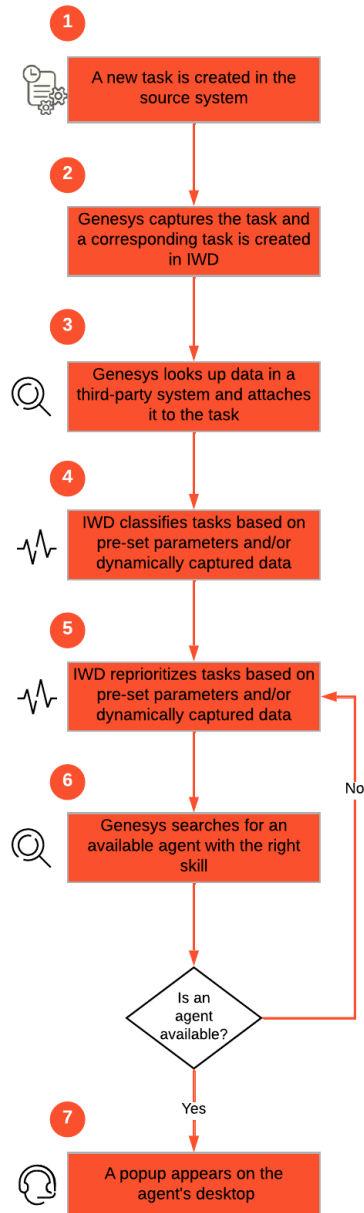 1
A new task is created in the
source system
2
Genesys captures the task and
a corresponding task is created
in IWD
3
Genesys looks up data in a
third-party system and attaches
it to the task
4
IWD classifies tasks based on
pre-set parameters and/or
dynamically captured data
5
IWD reprioritizes tasks based on
pre-set parameters and/or
dynamically captured data
6
Genesys searches for an
available agent with the right
skill
No
Is an
agent
available?
Yes
7
A popup appears on the
agent's desktop